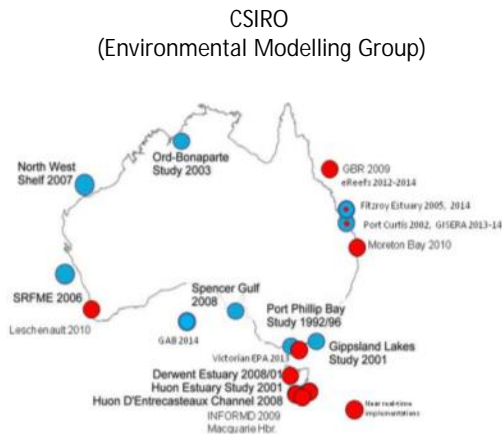 CSIRO
(Environmental Modelling Group)
Ord-Bonaparte
Study 2003
North West
Shelf 2007
GBR 2009
eReefs 2012-2014
Fitzroy Estuary 2005, 2014
Port Curtis 2002, GISERA 2013-14
Moreton Bay 2010
SRFME 2006
Leschenault 2010
Spencer Gulf
2008
GAB 2014
Port Phillip Bay
Study 1992/96
Victorian EPA 2013
Gippsland Lakes
Study 2001
Derwent Estuary 2008/01
Huon Estuary Study 2001
Huon D'Entrecasteaux Channel 2008
INFORMD 2009
Macquarie Hbr.
Near real-time
implementations